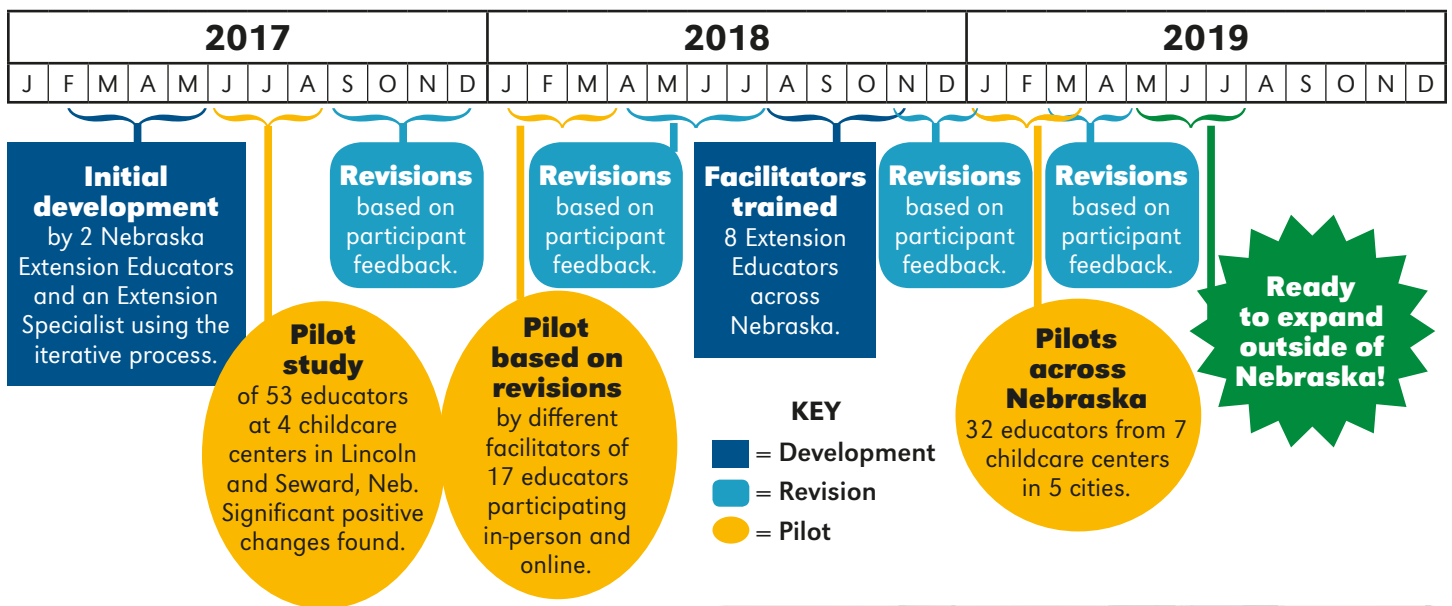 2017 2018 2019
J F M A M J J A S O N D J F M A M J J A S O N D J F M A M J J A S O N D
Initial
development
by 2 Nebraska
Extension Educators
and an Extension
Specialist using the
iterative process.
Pilot
study
of 53 educators
at 4 childcare
centers in Lincoln
and Seward, Neb.
Significant positive
changes found.
Revisions
based on
participant
feedback.
Pilot
based on
revisions
by different
facilitators of
17 educators
participating
in-person and
online.
Revisions
based on
participant
feedback.
Facilitators
trained
8 Extension
Educators
across
Nebraska.
Revisions
based on
participant
feedback.
Pilots
across
Nebraska
32 educators from 7
childcare centers
in 5 cities.
Revisions
based on
participant
feedback.
Ready
to expand
outside of
Nebraska!
KEY
= Development
= Revision
= Pilot